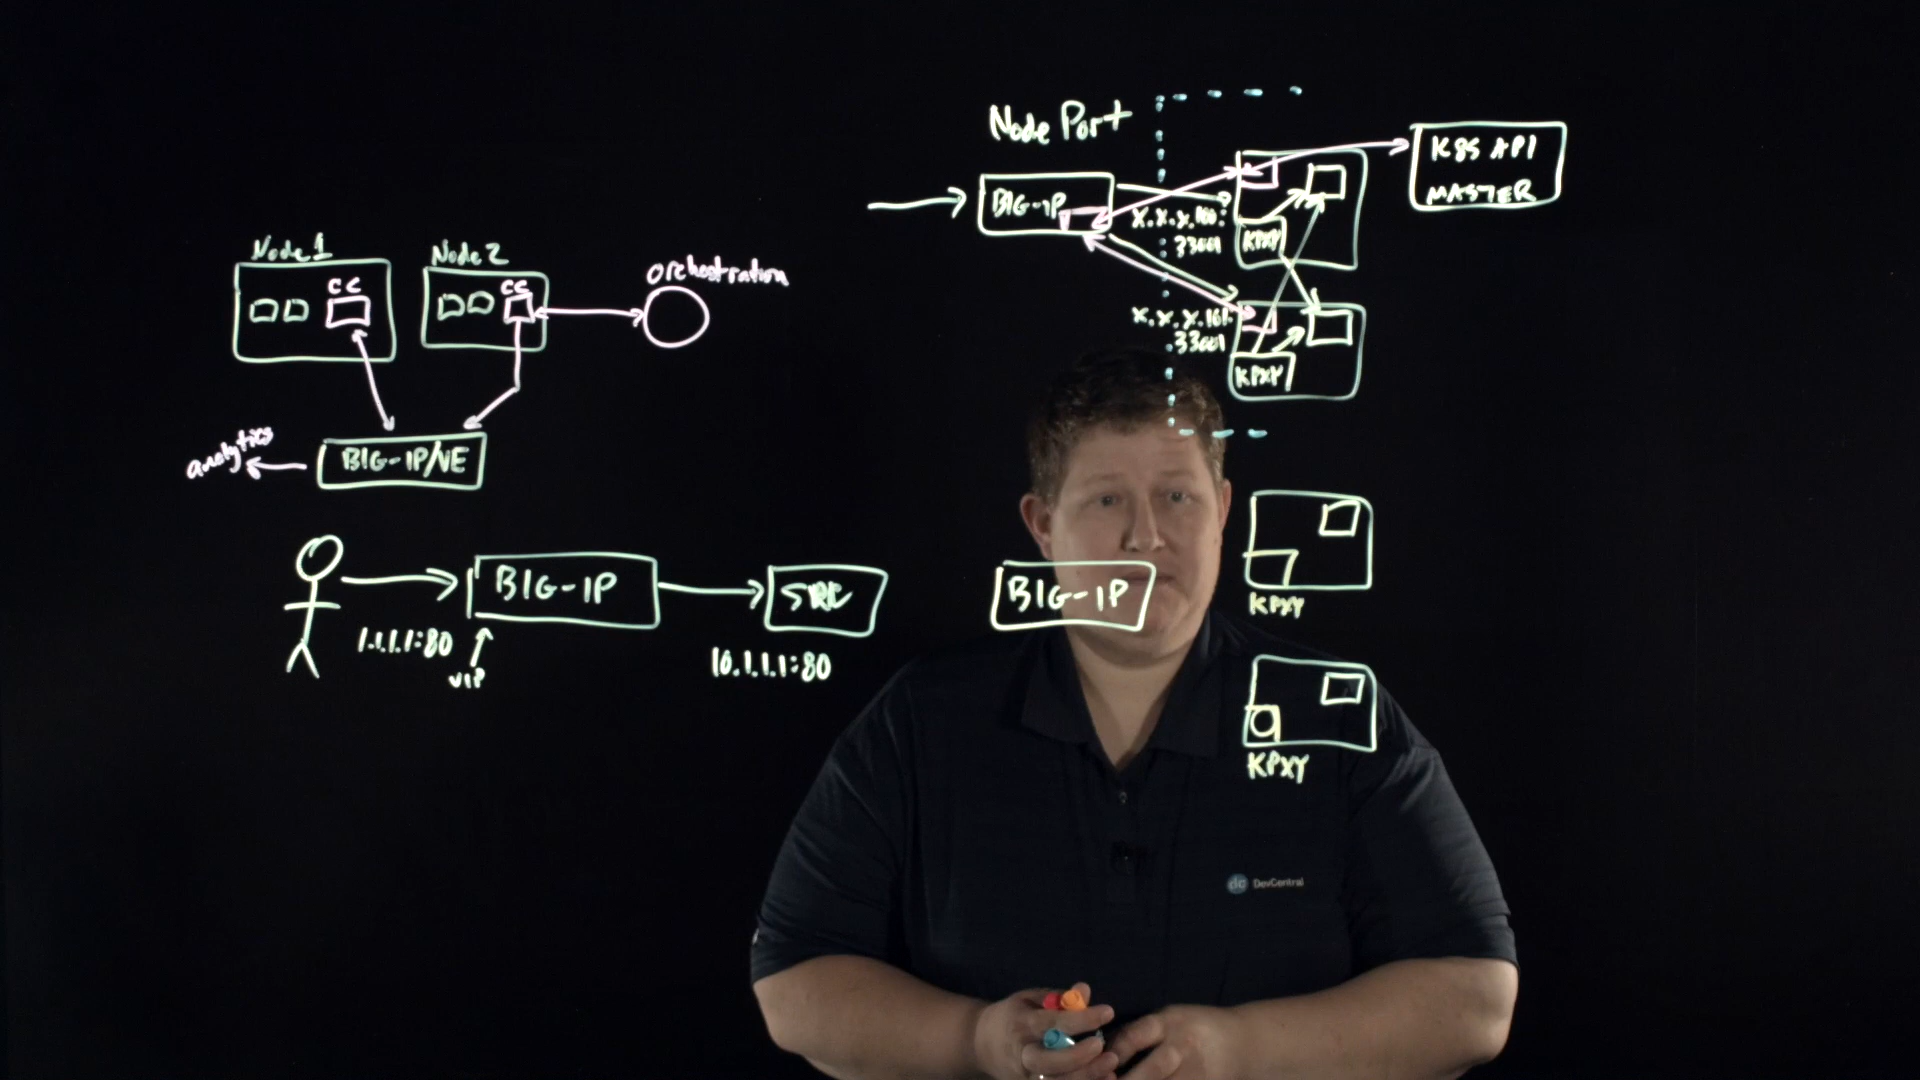 Node 1
CC
Node 2
CC
orchestration
analytics
BIG-IP/VE
1.1.1.1:80
VIP
BIG-IP
SRV
10.1.1.1:80
Node Port
BIG-IP
x.x.x.160:
33001
KPXY
K8S API
MASTER
x.x.x.161:
33001
KPXY
BIG-IP
KPXY
KPXY
dc DevCentral